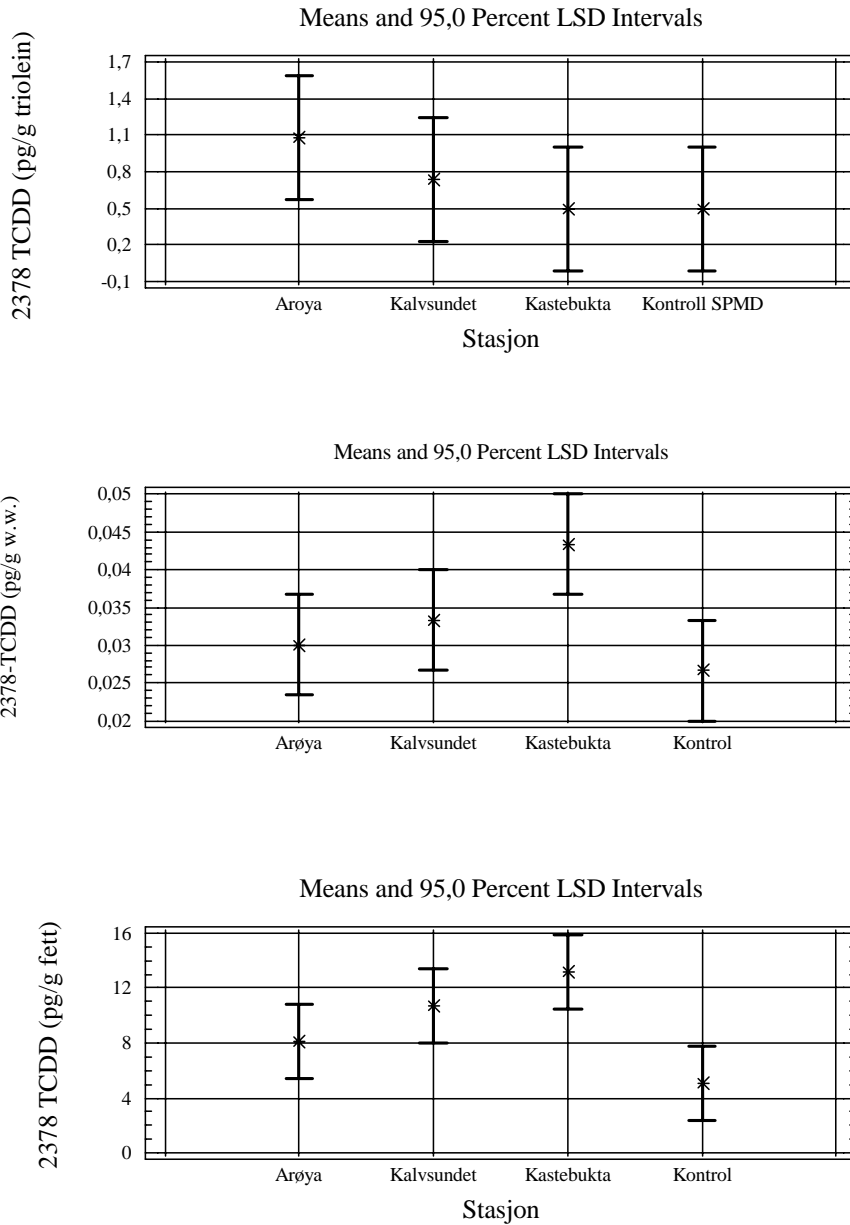 Means and 95,0 Percent LSD Intervals
2378 TCDD (pg/g triolein)
1,7
1,4
1,1
0,8
0,5
0,2
-0,1
Aroya Kalvsundet Kastebukta Kontroll SPMD
Stasjon
Means and 95,0 Percent LSD Intervals
2378-TCDD (pg/g w.w.)
0,05
0,045
0,04
0,035
0,03
0,025
0,02
Arøya Kalvsundet Kastebukta Kontrol
Means and 95,0 Percent LSD Intervals
2378 TCDD (pg/g fett)
16
12
8
4
0
Arøya Kalvsundet Kastebukta Kontrol
Stasjon